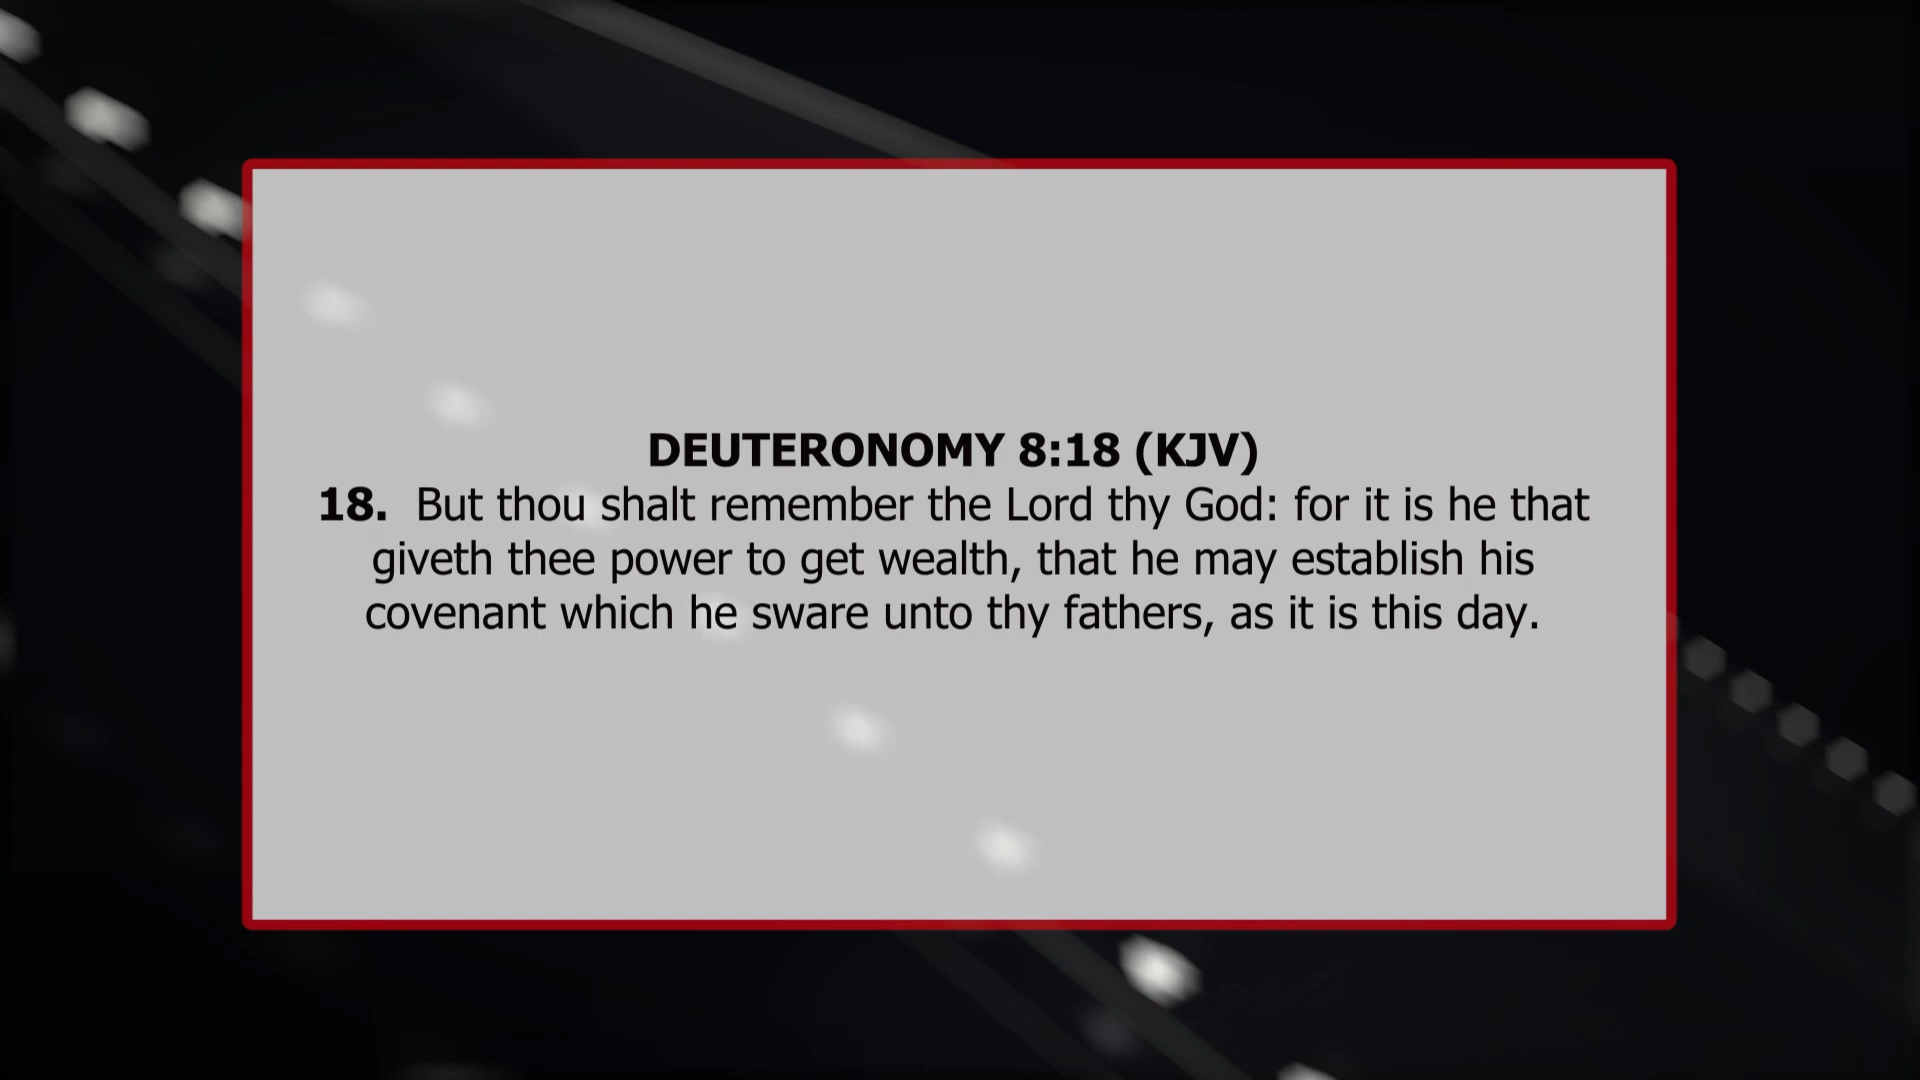 DEUTERONOMY 8:18 (KJV)
18. But thou shalt remember the Lord thy God: for it is he that
giveth thee power to get wealth, that he may establish his
covenant which he sware unto thy fathers, as it is this day.